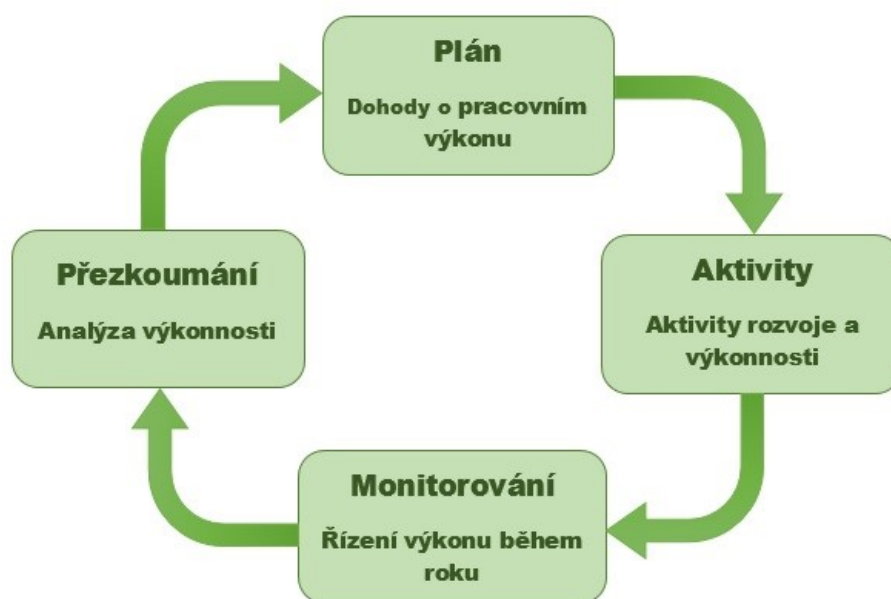 Plán
Dohody o pracovním
výkonu
Aktivity
Aktivity rozvoje a
výkonnosti
Monitorování
Řízení výkonu během
roku
Přezkoumání
Analýza výkonnosti